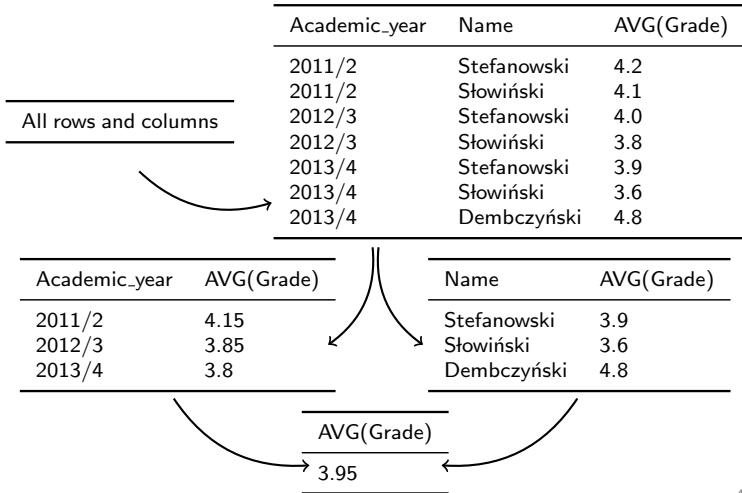 Academic_year Name AVG(Grade)
2011/2 Stefanowski 4.2
2011/2 Słowiński 4.1
2012/3 Stefanowski 4.0
2012/3 Słowiński 3.8
2013/4 Stefanowski 3.9
2013/4 Słowiński 3.6
2013/4 Dembczyński 4.8
All rows and columns
Academic_year AVG(Grade)
2011/2 4.15
2012/3 3.85
2013/4 3.8
Name AVG(Grade)
Stefanowski 3.9
Słowiński 3.6
Dembczyński 4.8
AVG(Grade)
3.95